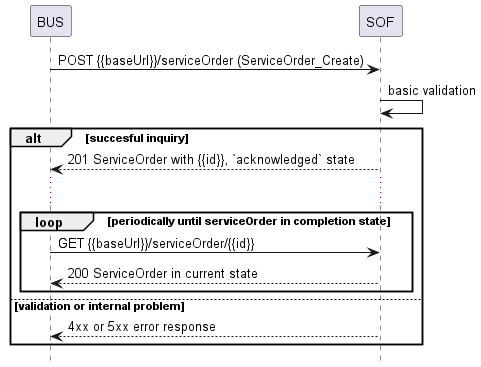 BUS
SOF
POST {{baseUrl}}/serviceOrder (ServiceOrder_Create)
basic validation
alt [succesful inquiry]
201 ServiceOrder with {{id}}, `acknowledged` state
loop [periodically until serviceOrder in completion state]
GET {{baseUrl}}/serviceOrder/{{id}}
200 ServiceOrder in current state
[validation or internal problem]
4xx or 5xx error response